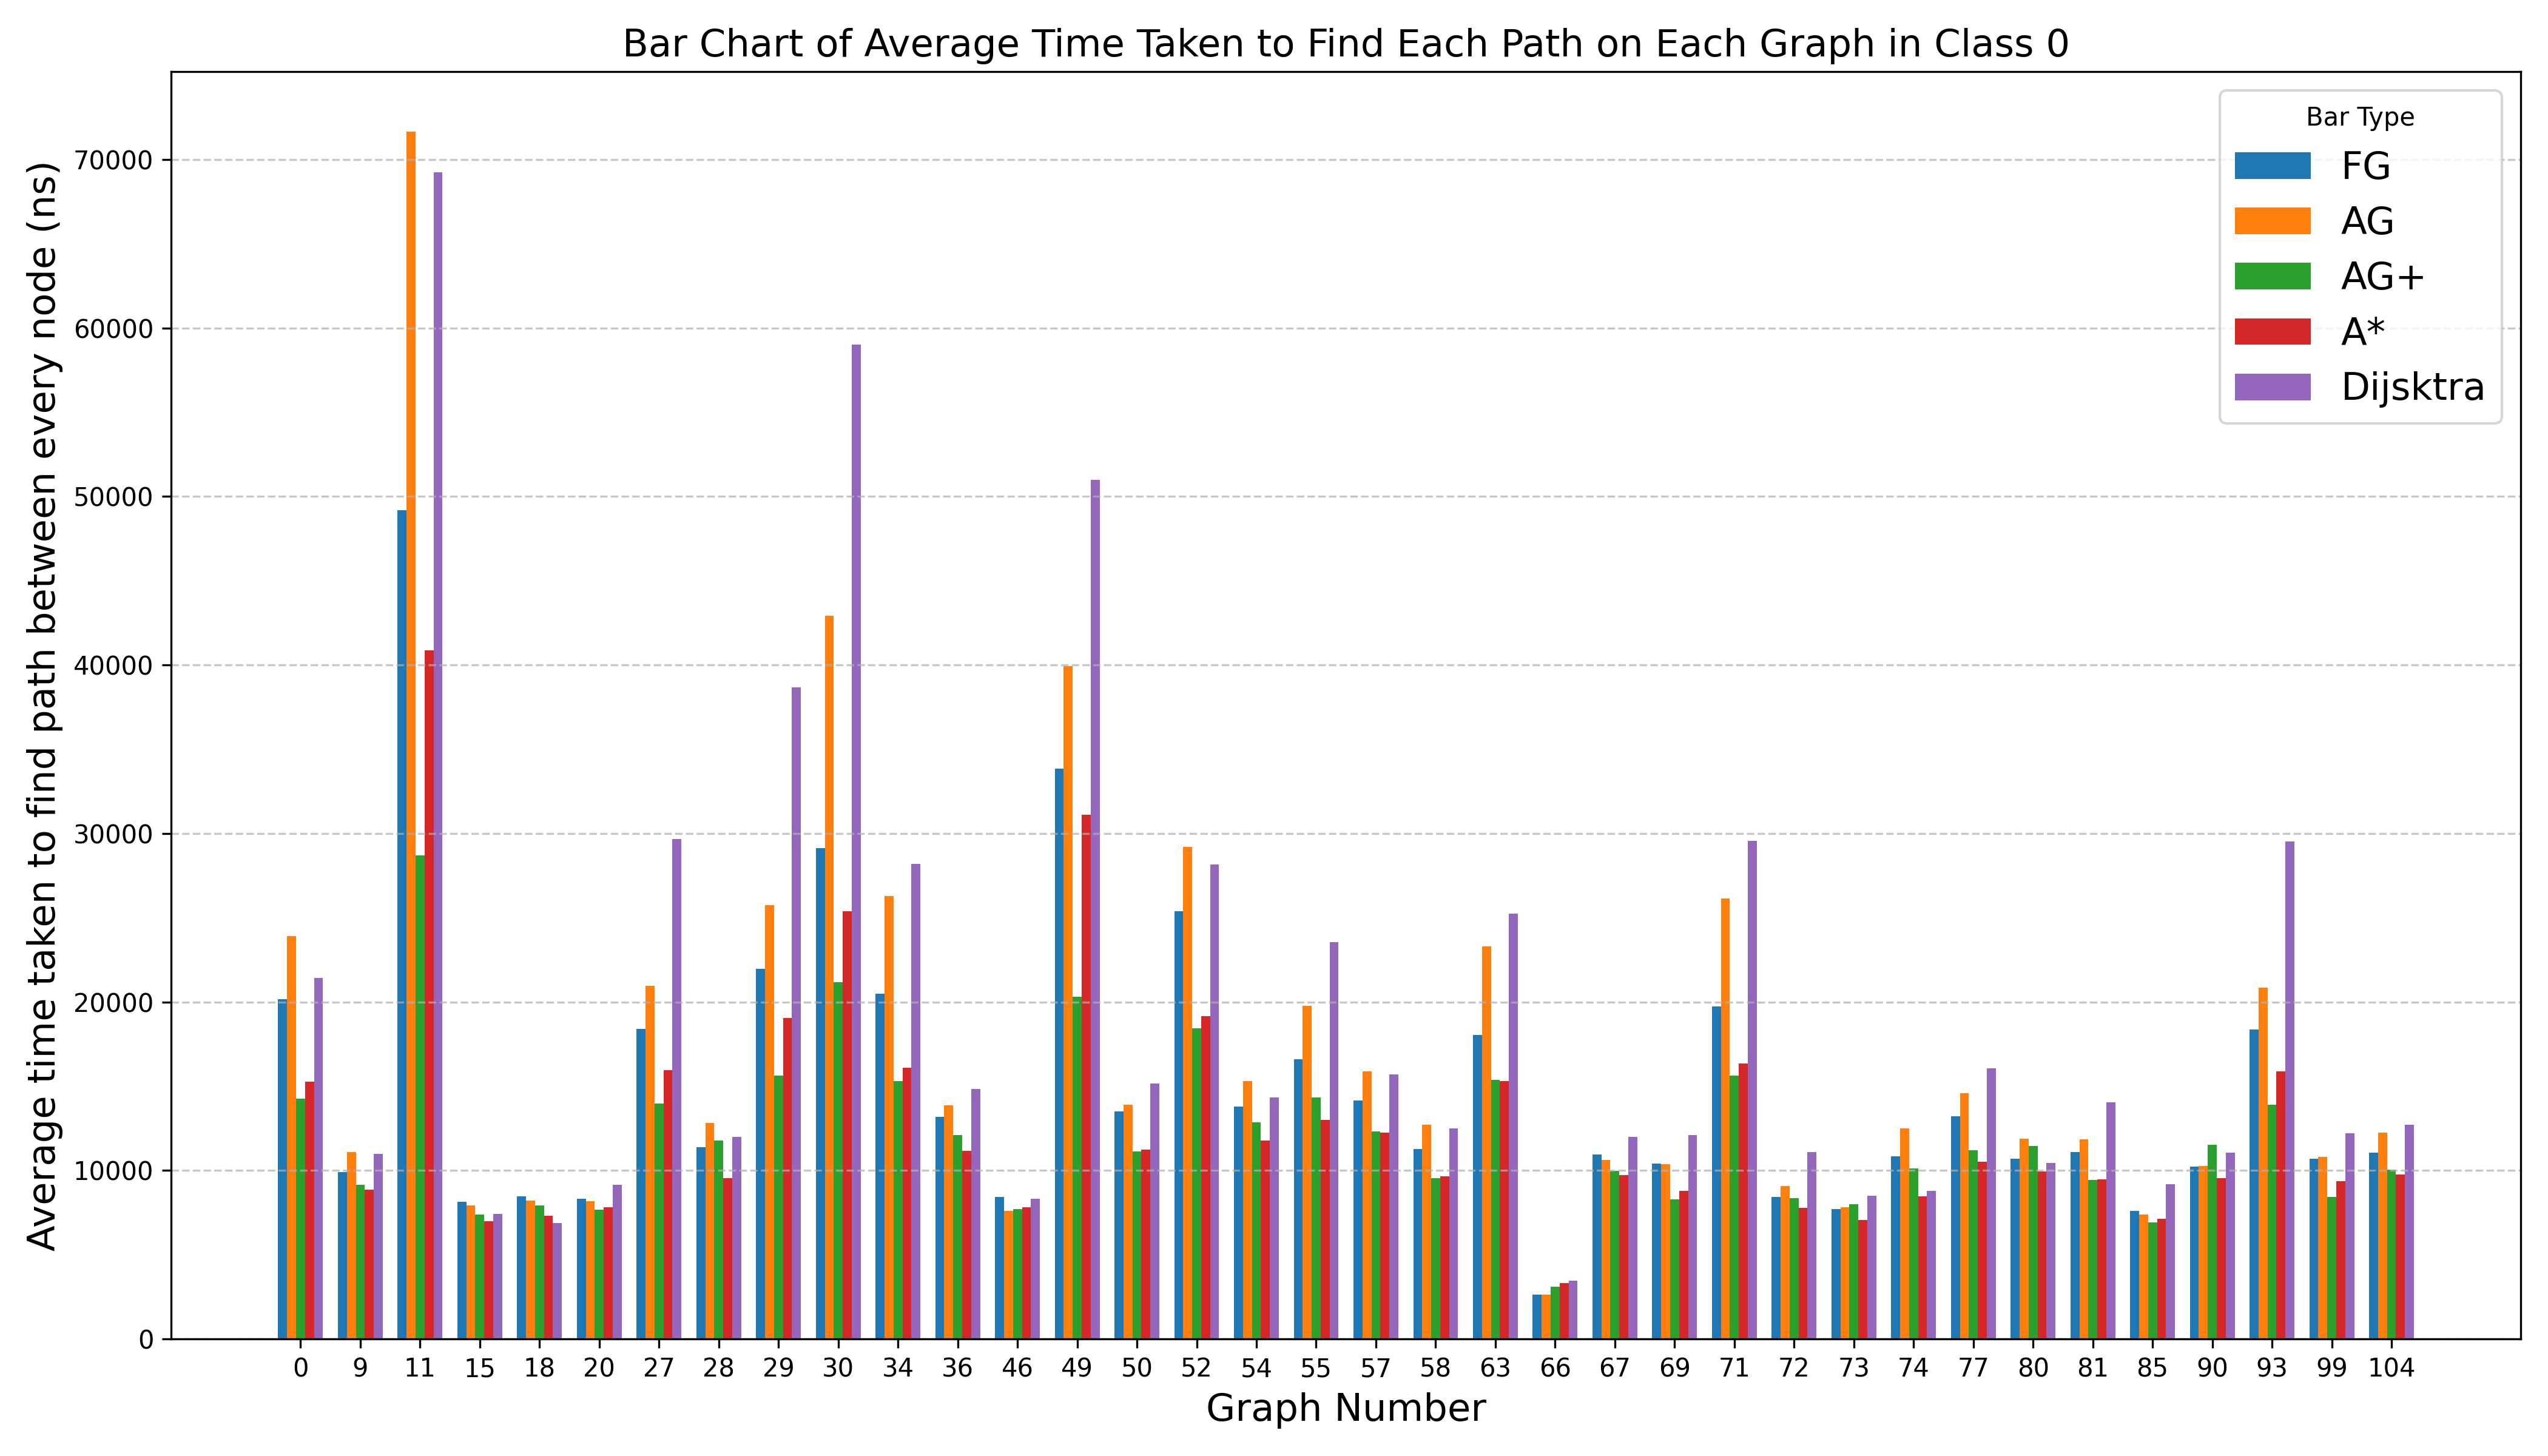 Bar Chart of Average Time Taken to Find Each Path on Each Graph in Class 0
Average time taken to find path between every node (ns)
70000
60000
50000
40000
30000
20000
10000
0
Bar Type
FG
AG
AG+
A*
Dijsktra
0 9 11 15 18 20 27 28 29 30 34 36 46 49 50 52 54 55 57 58 63 66 67 69 71 72 73 74 77 80 81 85 90 93 99 104
Graph Number